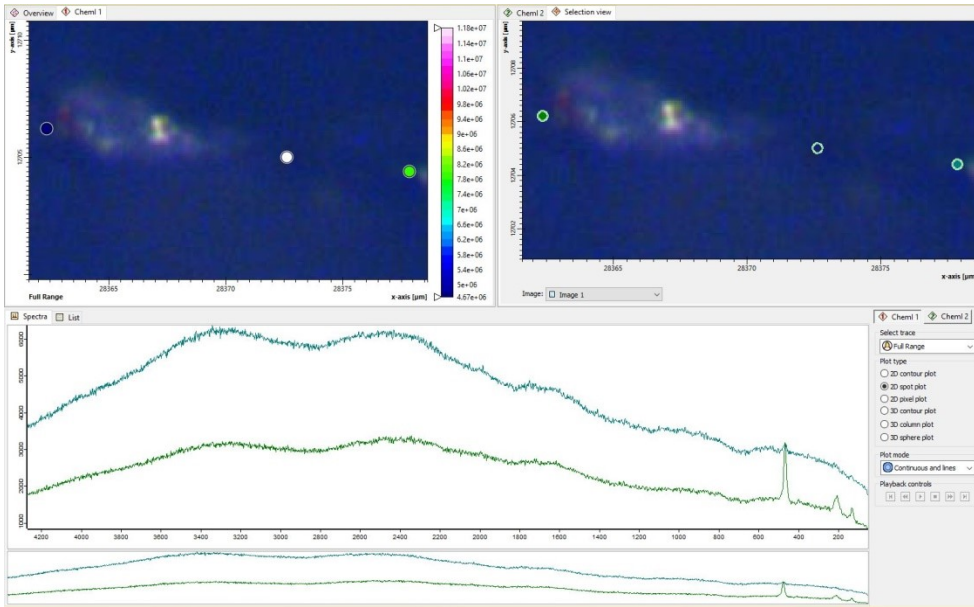 Overview
ChemI 1
y-axis [µm]
12710
12705
28365
28370
28375
Full Range
x-axis [µm]
1.18e+07
1.14e+07
1.1e+07
1.06e+07
1.02e+07
9.8e+06
9.4e+06
9e+06
8.6e+06
8.2e+06
7.8e+06
7.4e+06
7e+06
6.6e+06
6.2e+06
5.8e+06
5.4e+06
5e+06
4.67e+06
ChemI 2
Selection view
y-axis [µm]
12708
12706
12704
12702
28365
28370
28375
x-axis [µm]
Image:
Image 1
Spectra
List
6000
5000
4000
3000
2000
1000
4200
4000
3800
3600
3400
3200
3000
2800
2600
2400
2200
2000
1800
1600
1400
1200
1000
800
600
400
200
ChemI 1
ChemI 2
Select trace
Full Range
Plot type
2D contour plot
2D spot plot
2D pixel plot
3D contour plot
3D column plot
3D sphere plot
Plot mode
Continuous and lines
Playback controls